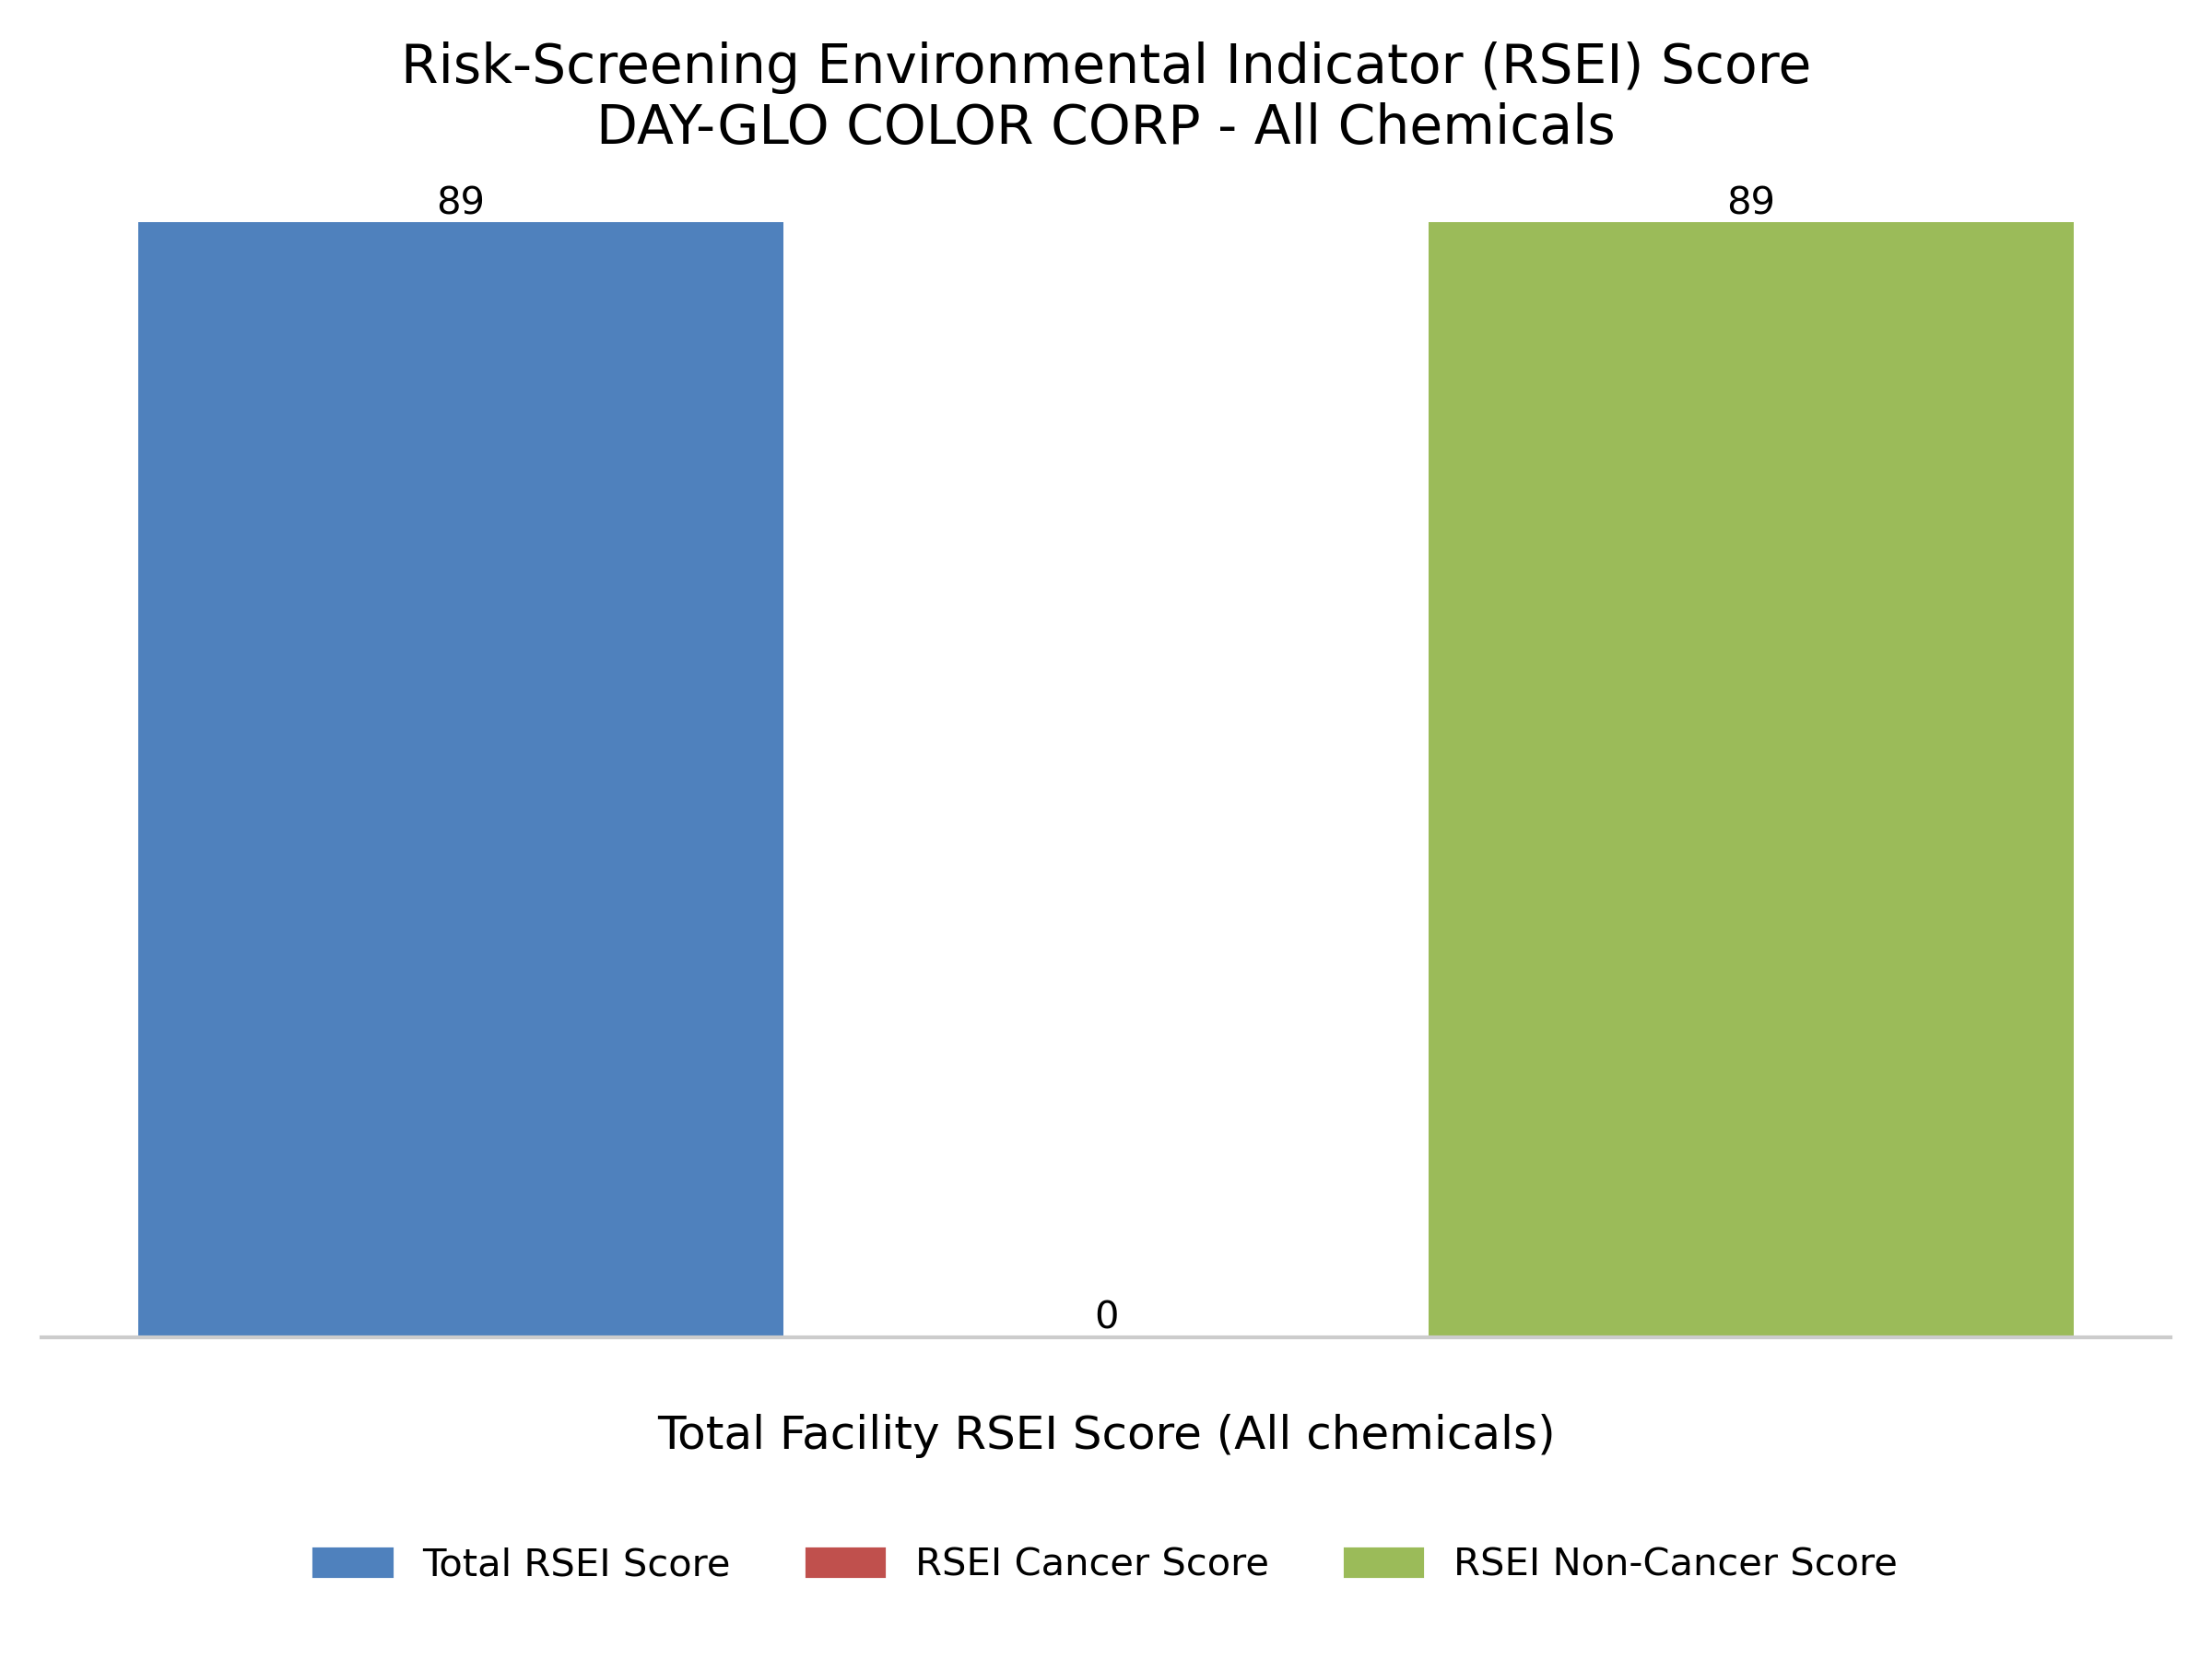 Risk-Screening Environmental Indicator (RSEI) Score
DAY-GLO COLOR CORP - All Chemicals
89
89
0
Total Facility RSEI Score (All chemicals)
Total RSEI Score
RSEI Cancer Score
RSEI Non-Cancer Score